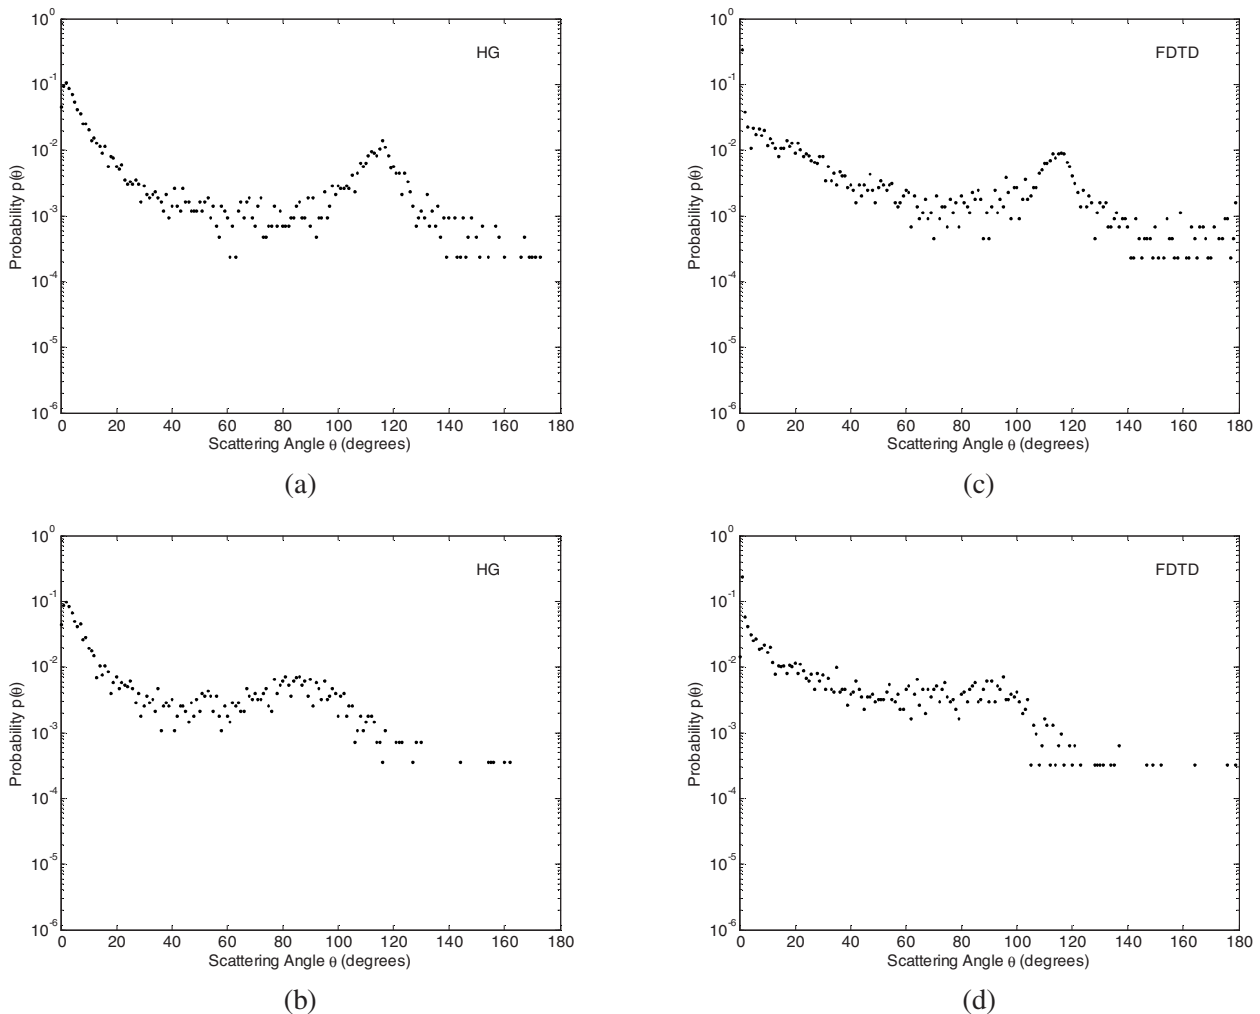 10^0
10^-1
10^-2
10^-3
10^-4
10^-5
10^-6
Probability p(θ)
HG
0 20 40 60 80 100 120 140 160 180
Scattering Angle θ (degrees)
(a)
10^0
10^-1
10^-2
10^-3
10^-4
10^-5
10^-6
Probability p(θ)
FDTD
0 20 40 60 80 100 120 140 160 180
Scattering Angle θ (degrees)
(c)
10^0
10^-1
10^-2
10^-3
10^-4
10^-5
10^-6
Probability p(θ)
HG
0 20 40 60 80 100 120 140 160 180
Scattering Angle θ (degrees)
(b)
10^0
10^-1
10^-2
10^-3
10^-4
10^-5
10^-6
Probability p(θ)
FDTD
0 20 40 60 80 100 120 140 160 180
Scattering Angle θ (degrees)
(d)